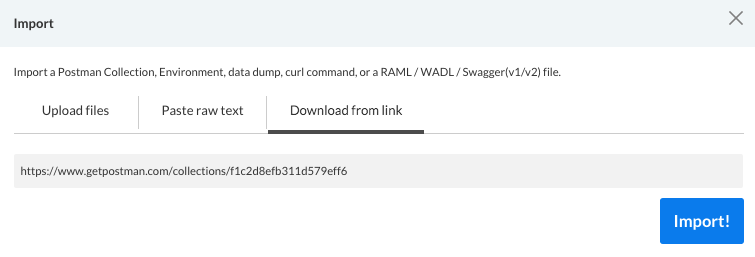 Import
Import a Postman Collection, Environment, data dump, curl command, or a RAML / WADL / Swagger(v1/v2) file.
Upload files
Paste raw text
Download from link
https://www.getpostman.com/collections/f1c2d8efb311d579eff6
Import!